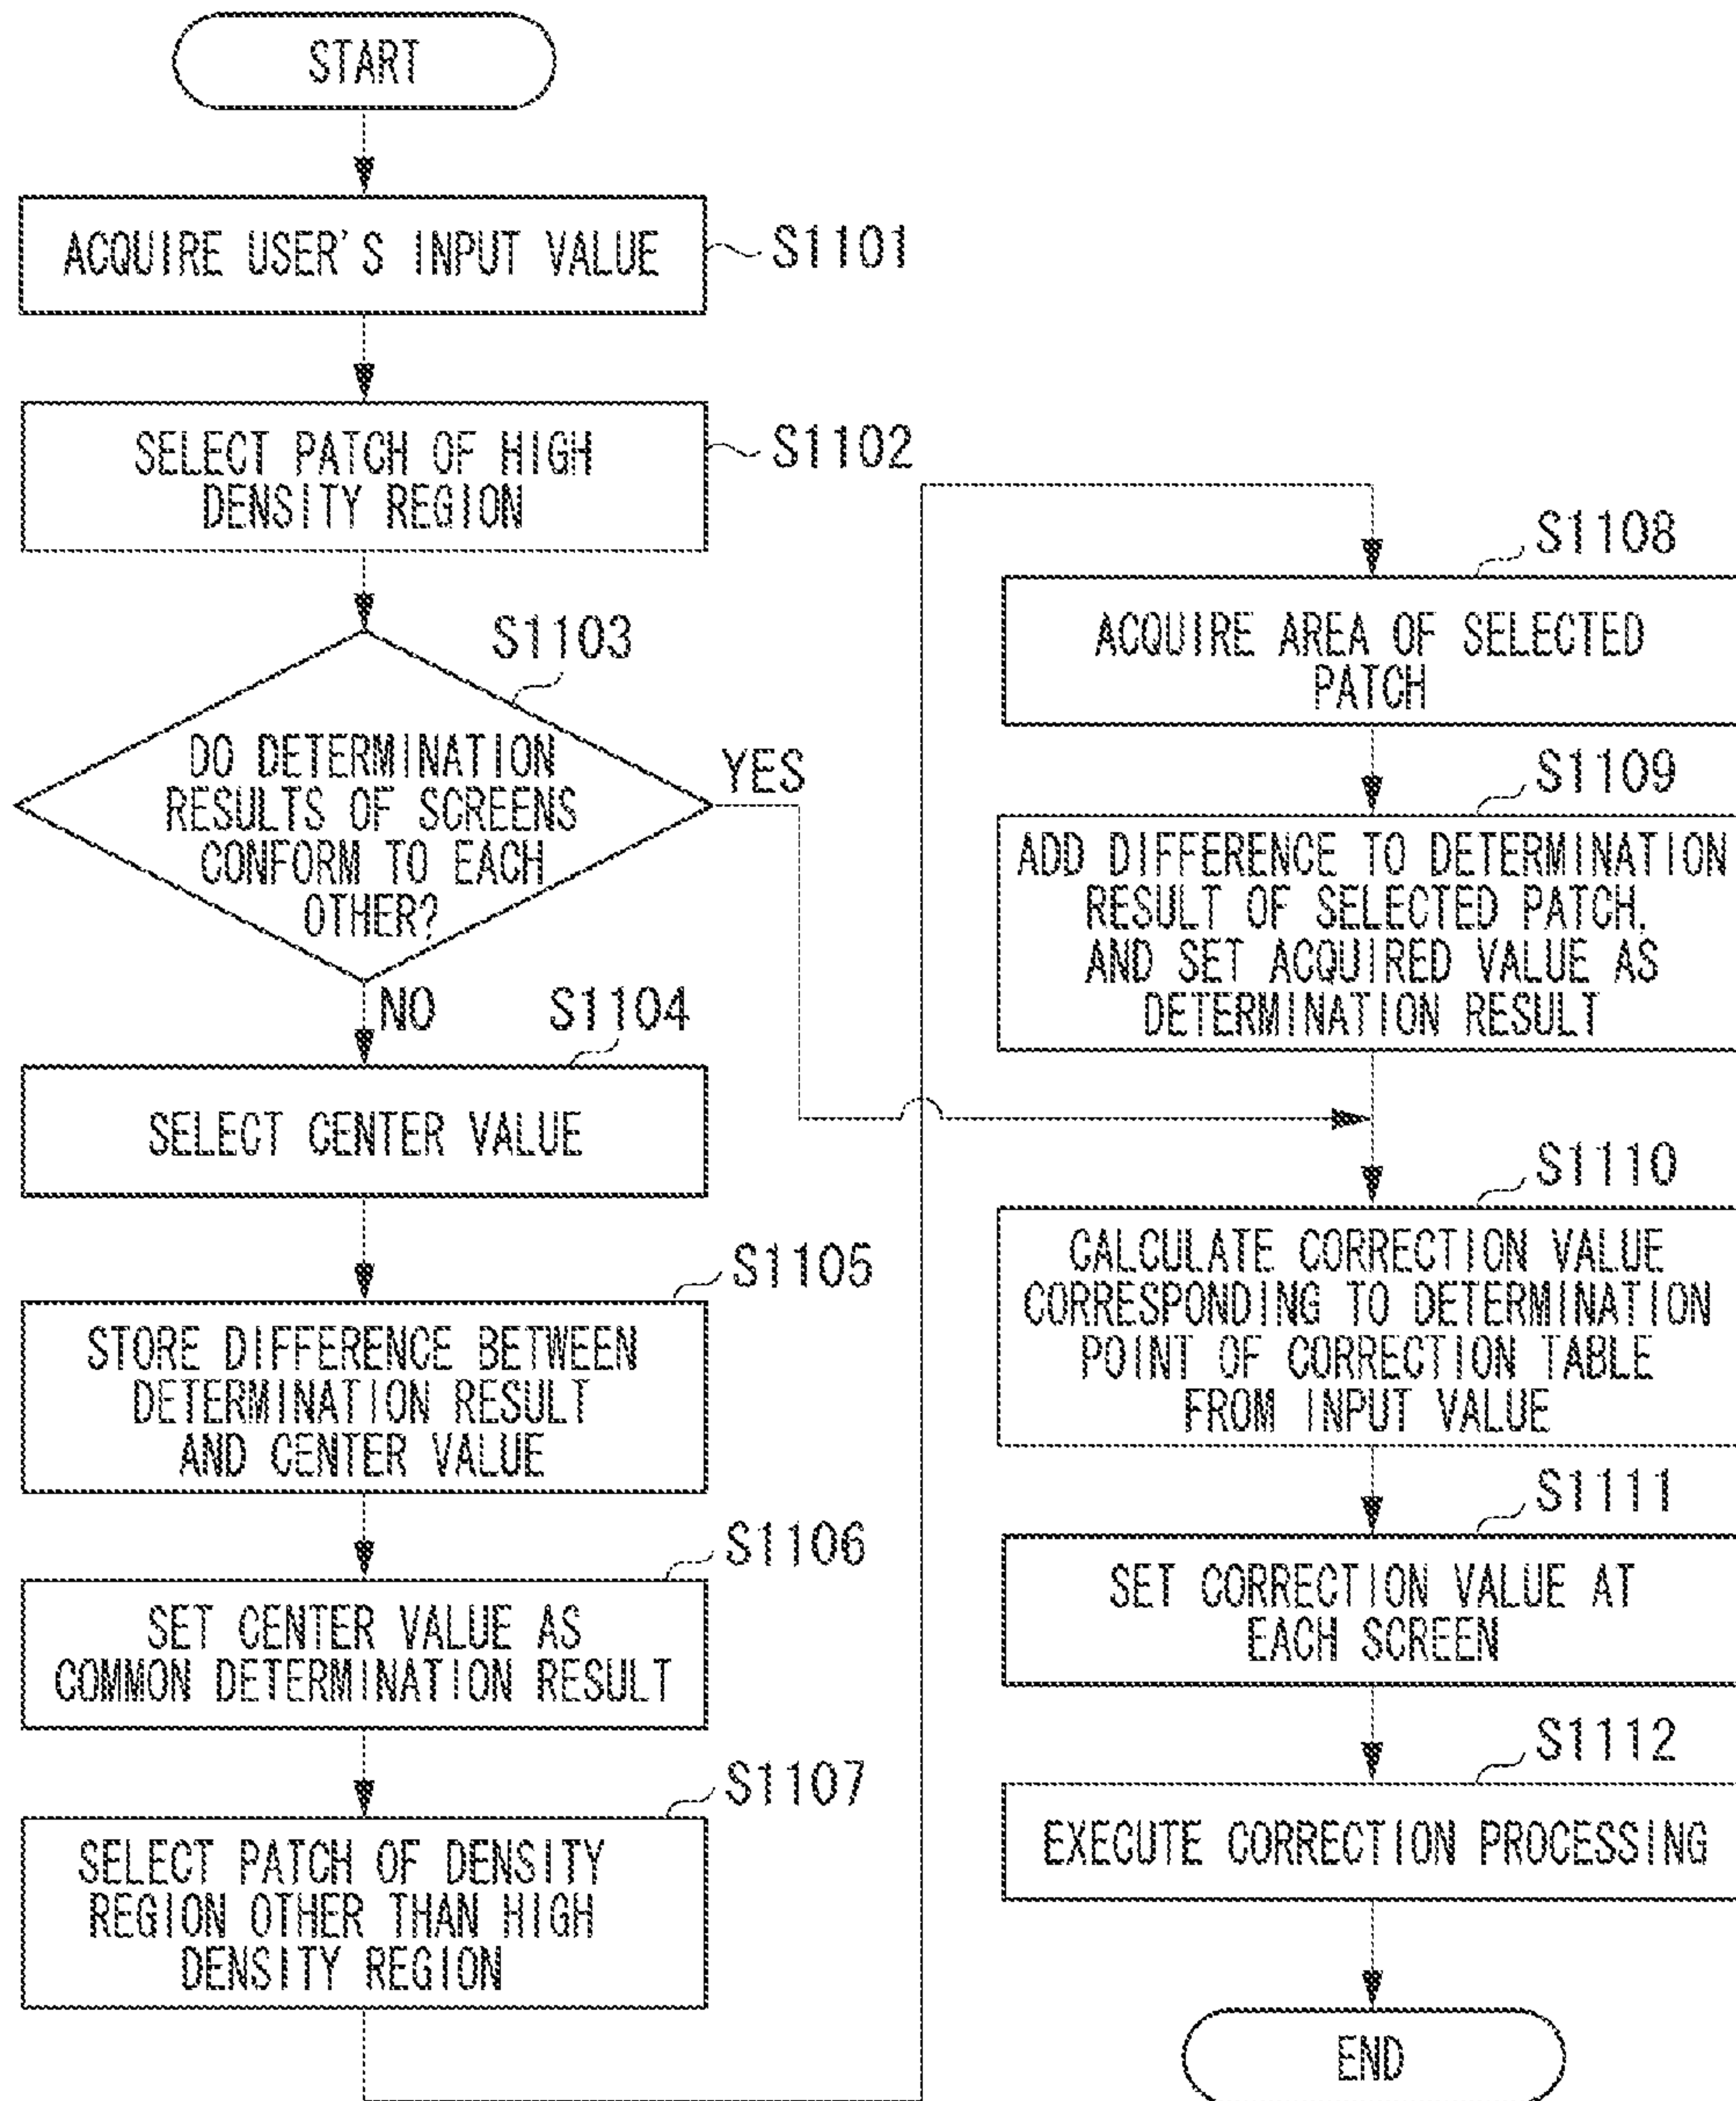 START
ACQUIRE USER'S INPUT VALUE
S1101
SELECT PATCH OF HIGH
DENSITY REGION
S1102
S1103
DO DETERMINATION
RESULTS OF SCREENS
CONFORM TO EACH
OTHER?
YES
NO
S1104
SELECT CENTER VALUE
S1105
STORE DIFFERENCE BETWEEN
DETERMINATION RESULT
AND CENTER VALUE
S1106
SET CENTER VALUE AS
COMMON DETERMINATION RESULT
S1107
SELECT PATCH OF DENSITY
REGION OTHER THAN HIGH
DENSITY REGION
S1108
ACQUIRE AREA OF SELECTED
PATCH
S1109
ADD DIFFERENCE TO DETERMINATION
RESULT OF SELECTED PATCH,
AND SET ACQUIRED VALUE AS
DETERMINATION RESULT
S1110
CALCULATE CORRECTION VALUE
CORRESPONDING TO DETERMINATION
POINT OF CORRECTION TABLE
FROM INPUT VALUE
S1111
SET CORRECTION VALUE AT
EACH SCREEN
S1112
EXECUTE CORRECTION PROCESSING
END